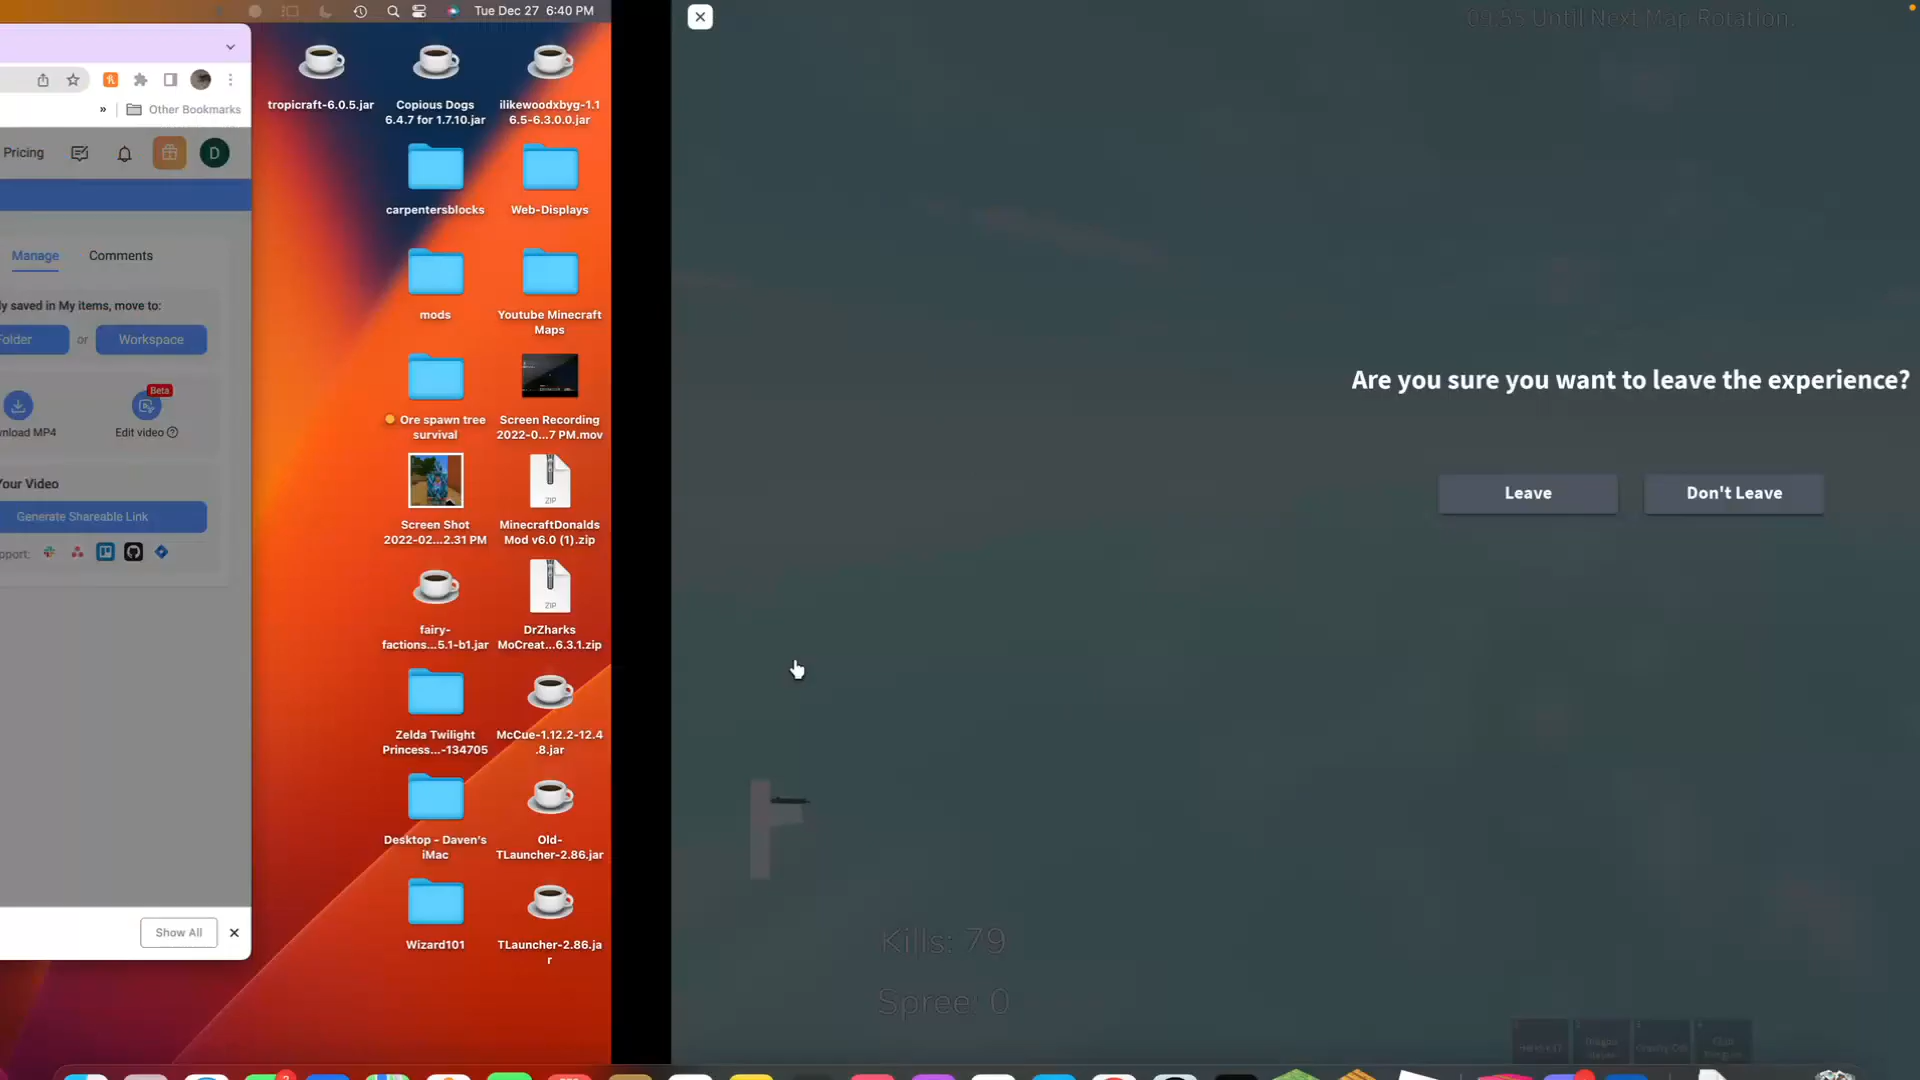 Tue Dec 27 6:40 PM
Other Bookmarks
Pricing
D
Manage
Comments
y saved in My items, move to:
Folder
or
Workspace
Beta
nload MP4
Edit video
Your Video
Generate Shareable Link
pport:
Show All
tropicraft-6.0.5.jar
Copious Dogs
6.4.7 for 1.7.10.jar
ilikewoodxbyg-1.1
6.5-6.3.0.0.jar
carpentersblocks
Web-Displays
mods
Youtube Minecraft
Maps
Ore spawn tree
survival
Screen Recording
2022-0...7 PM.mov
ZIP
Screen Shot
2022-02...2.31 PM
MinecraftDonalds
Mod v6.0 (1).zip
ZIP
fairy-
factions...5.1-b1.jar
DrZharks
MoCreat...6.3.1.zip
Zelda Twilight
Princess...-134705
McCue-1.12.2-12.4
.8.jar
Desktop - Daven's
iMac
Old-
TLauncher-2.86.jar
Wizard101
TLauncher-2.86.ja
r
09:55 Until Next Map Rotation.
Are you sure you want to leave the experience?
Leave
Don't Leave
Kills: 79
Spree: 0